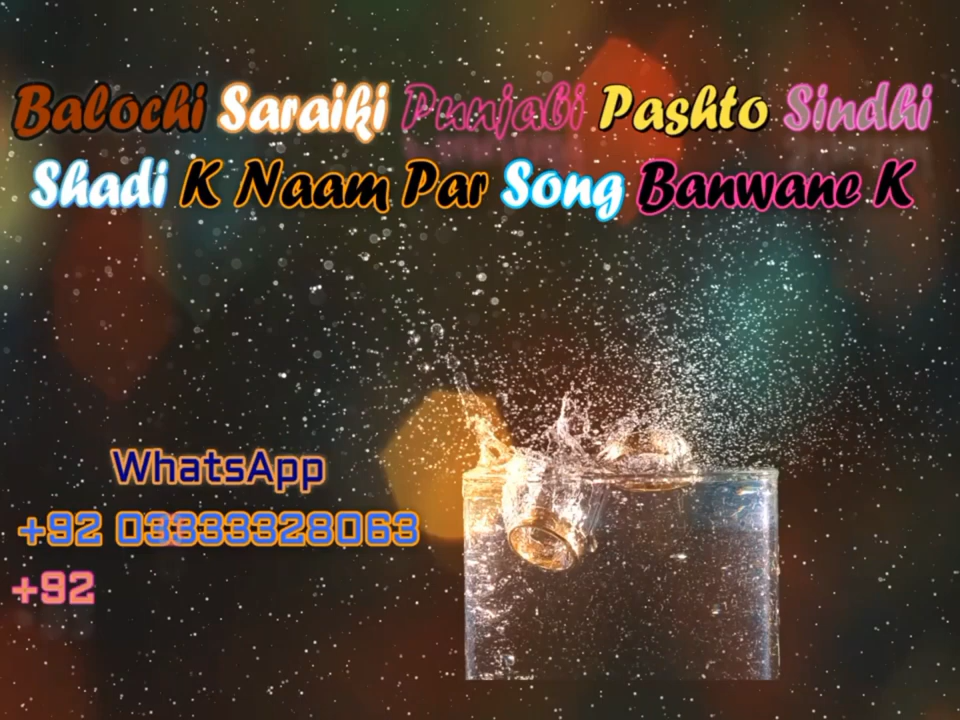 Balochi Saraiki Punjabi Pashto Sindhi
Shadi K Naam Par Song Banwane K
WhatsApp
+92 03333328063
+92